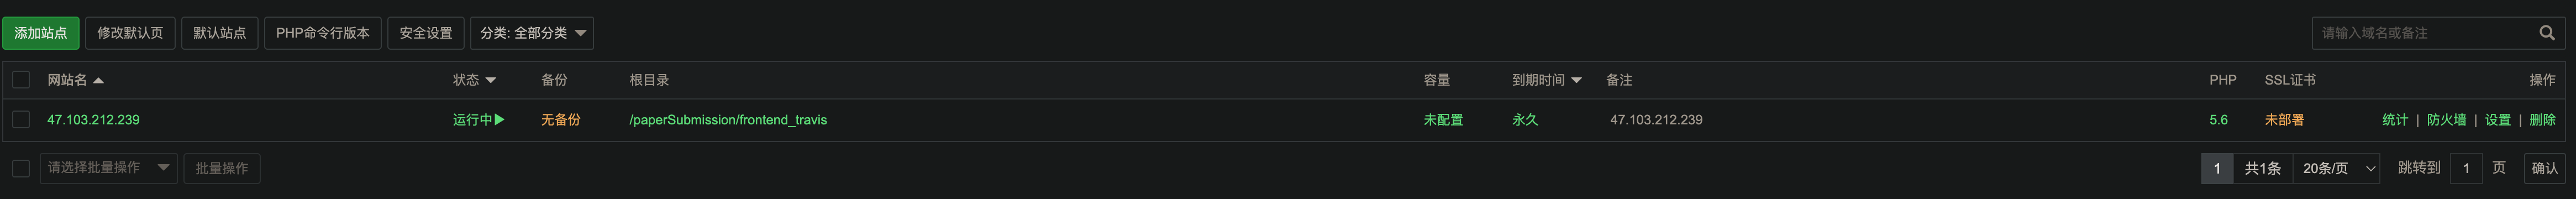 添加站点 修改默认页 默认站点 PHP命令行版本 安全设置 分类: 全部分类 请输入域名或备注
网站名 状态 备份 根目录 容量 到期时间 备注 PHP SSL证书 操作
47.103.212.239 运行中 无备份 /paperSubmission/frontend_travis 未配置 永久 47.103.212.239 5.6 未部署 统计 | 防火墙 | 设置 | 删除
请选择批量操作 批量操作 1 共1条 20条/页 跳转到 1 页 确认